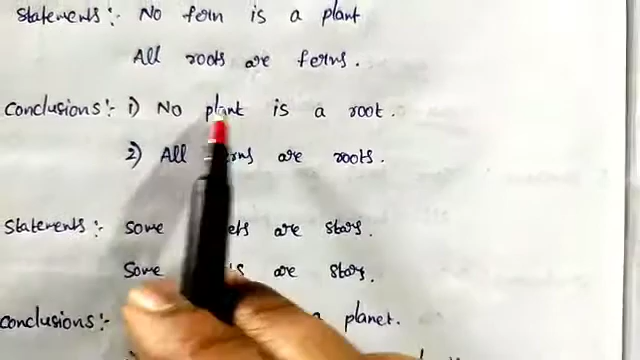 Statements:- No fern is a plant
All roots are ferns.
Conclusions:- 1) No plant is a root.
2) All are roots.
Statements:- Some are stars.
Some are stars.
Conclusions:- a planet.